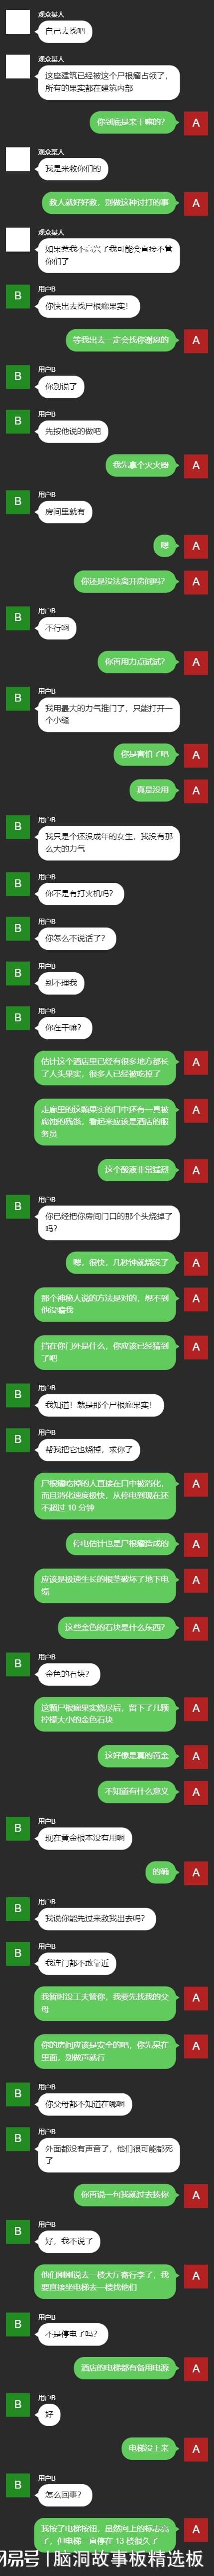 观众某人
自己去找吧
观众某人
这座建筑已经被这个尸根瘤占领了，
所有的果实都在建筑内部
你到底是来干嘛的？
A
观众某人
我是来救你们的
救人就好好救，别做这种讨打的事
A
观众某人
如果惹我不高兴了我可能会直接不管
你们了
B
用户B
你快出去找尸根瘤果实！
等我出去一定会找你谢恩的
A
B
用户B
你别说了
B
用户B
先按他说的做吧
我先拿个灭火器
A
B
用户B
房间里就有
嗯
A
你还是没法离开房间吗？
A
B
用户B
不行啊
你再用力点试试？
A
B
用户B
我用最大的力气推门了，只能打开一
个小缝
你是害怕了吧
A
真是没用
A
B
用户B
我只是个还没成年的女生，我没有那
么大的力气
B
用户B
你不是有打火机吗？
B
用户B
你怎么不说话了？
B
用户B
别不理我
B
用户B
你在干嘛？
估计这个酒店里已经有很多地方都长
了人头果实，很多人已经被吃掉了
A
走廊里的这颗果实的口中还有一具被
腐蚀的残骸，看起来应该是酒店的服
务员
A
这个酸液非常猛烈
A
B
用户B
你已经把你房间门口的那个头烧掉了
吗？
嗯，很快，几秒钟就烧没了
A
那个神秘人说的方法是对的，想不到
他没骗我
A
挡在你门外是什么，你应该已经猜到
了吧
A
B
用户B
我知道！就是那个尸根瘤果实！
B
用户B
帮我把它也烧掉，求你了
尸根瘤吃掉的人直接在口中被消化，
而且消化速度极快，从停电到现在还
不超过 10 分钟
A
停电估计也是尸根瘤造成的
A
应该是极速生长的根茎破坏了地下电
缆
A
这些金色的石块是什么东西？
A
B
用户B
金色的石块？
这颗尸根瘤果实烧尽后，留下了几颗
柠檬大小的金色石块
A
这好像是真的黄金
A
不知道有什么意义
A
B
用户B
现在黄金根本没有用啊
的确
A
B
用户B
我说你能先过来救我出去吗？
B
用户B
我连门都不敢靠近
我暂时没工夫管你，我要先找我的父
母
A
你的房间应该是安全的吧，你先呆在
里面，别做声就行
A
B
用户B
你父母都不知道在哪啊
B
用户B
外面都没有声音了，他们很可能都死
了
你再说一句我就过去揍你
A
B
用户B
好，我不说了
他们刚刚说去一楼大厅寄行李了，我
要直接坐电梯去一楼找他们
A
B
用户B
不是停电了吗？
酒店的电梯都有备用电源
A
B
用户B
好
电梯没上来
A
B
用户B
怎么回事？
我按了电梯按钮，虽然向上的标志亮
了，但电梯一直停在 13 楼很久了
A
易号 | 脑洞故事板精选板